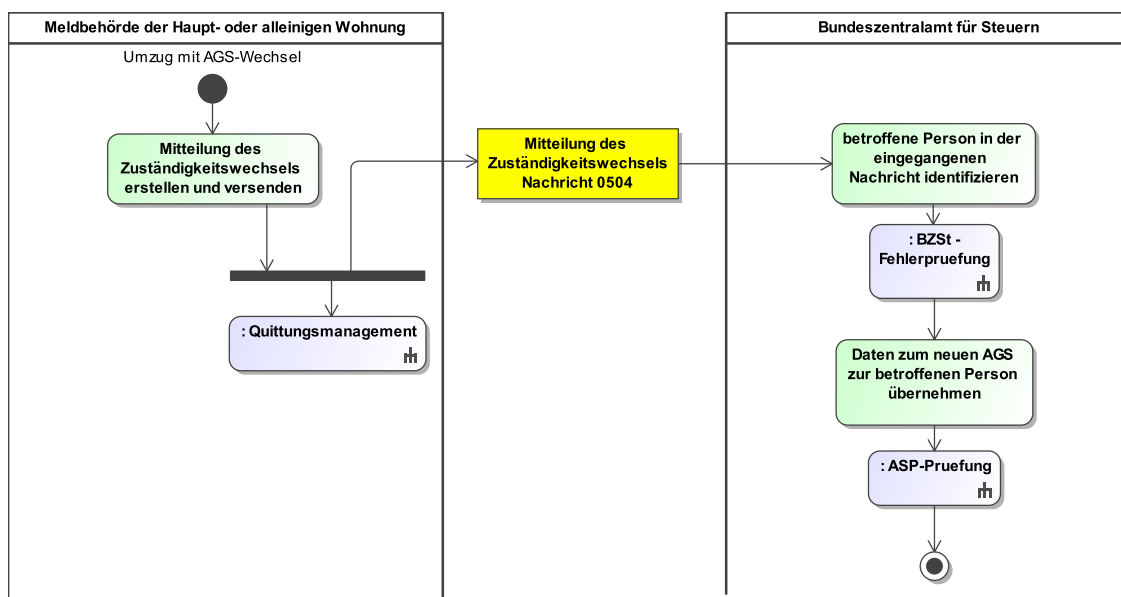 Meldbehörde der Haupt- oder alleinigen Wohnung
Umzug mit AGS-Wechsel
Mitteilung des
Zuständigkeitswechsels
erstellen und versenden
: Quittungsmanagement
Mitteilung des
Zuständigkeitswechsels
Nachricht 0504
Bundeszentralamt für Steuern
betroffene Person in der
eingegangenen
Nachricht identifizieren
: BZSt -
Fehlerpruefung
Daten zum neuen AGS
zur betroffenen Person
übernehmen
: ASP-Pruefung